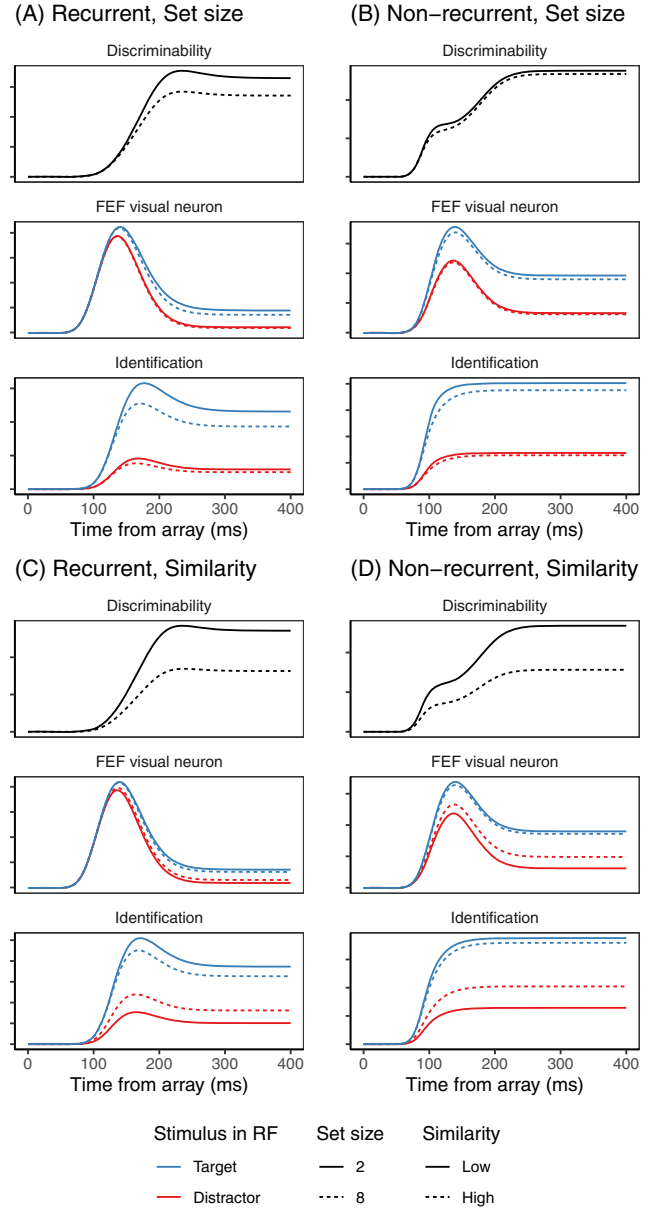 (A) Recurrent, Set size
Discriminability
FEF visual neuron
Identification
0 100 200 300 400
Time from array (ms)
(B) Non−recurrent, Set size
Discriminability
FEF visual neuron
Identification
0 100 200 300 400
Time from array (ms)
(C) Recurrent, Similarity
Discriminability
FEF visual neuron
Identification
0 100 200 300 400
Time from array (ms)
(D) Non−recurrent, Similarity
Discriminability
FEF visual neuron
Identification
0 100 200 300 400
Time from array (ms)
Stimulus in RF
Target
Distractor
Set size
2
8
Similarity
Low
High